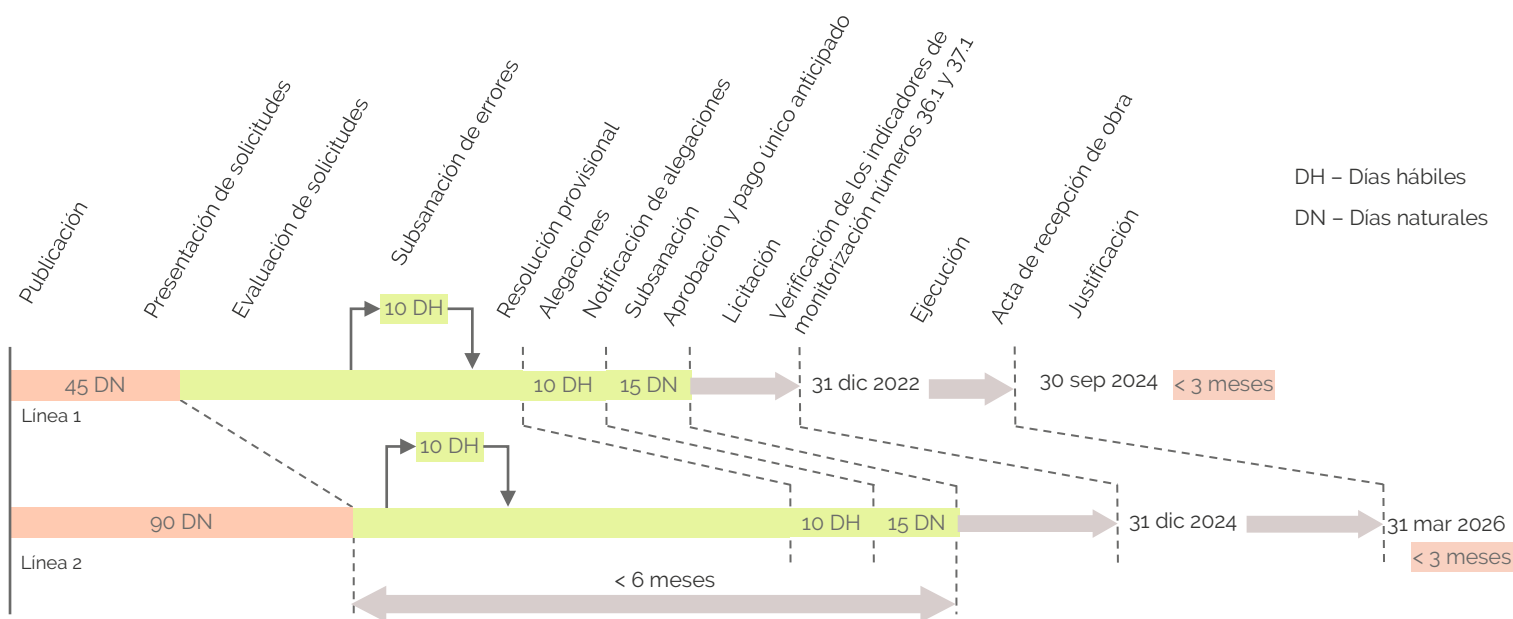 Publicación
Presentación de solicitudes
Evaluación de solicitudes
Subsanación de errores
Resolución provisional
Alegaciones
Notificación de alegaciones
Subsanación
Aprobación y pago único anticipado
Licitación
Verificación de los indicadores de
monitorización números 36.1 y 37.1
Ejecución
Acta de recepción de obra
Justificación
DH – Días hábiles
DN – Días naturales
10 DH
45 DN
10 DH
15 DN
31 dic 2022
30 sep 2024
< 3 meses
Línea 1
10 DH
90 DN
10 DH
15 DN
31 dic 2024
31 mar 2026
< 3 meses
Línea 2
< 6 meses